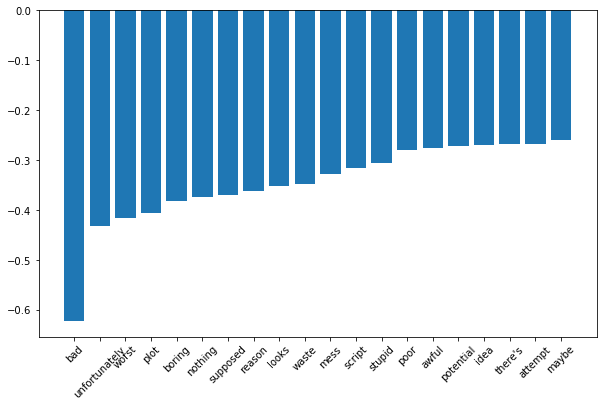 0.0
−0.1
−0.2
−0.3
−0.4
−0.5
−0.6
bad
unfortunately
worst
plot
boring
nothing
supposed
reason
looks
waste
mess
script
stupid
poor
awful
potential
idea
there's
attempt
maybe